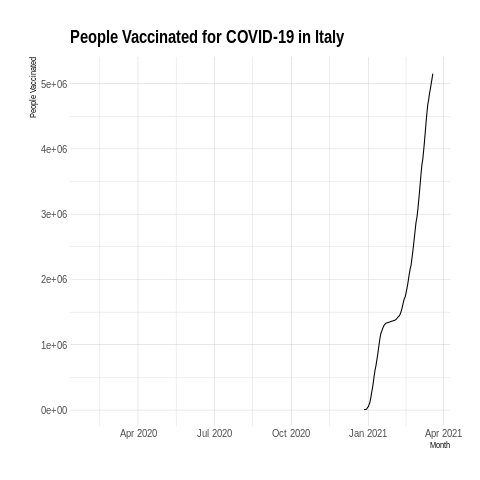 People Vaccinated for COVID-19 in Italy
People Vaccinated
5e+06
4e+06
3e+06
2e+06
1e+06
0e+00
Apr 2020 Jul 2020 Oct 2020 Jan 2021 Apr 2021
Month